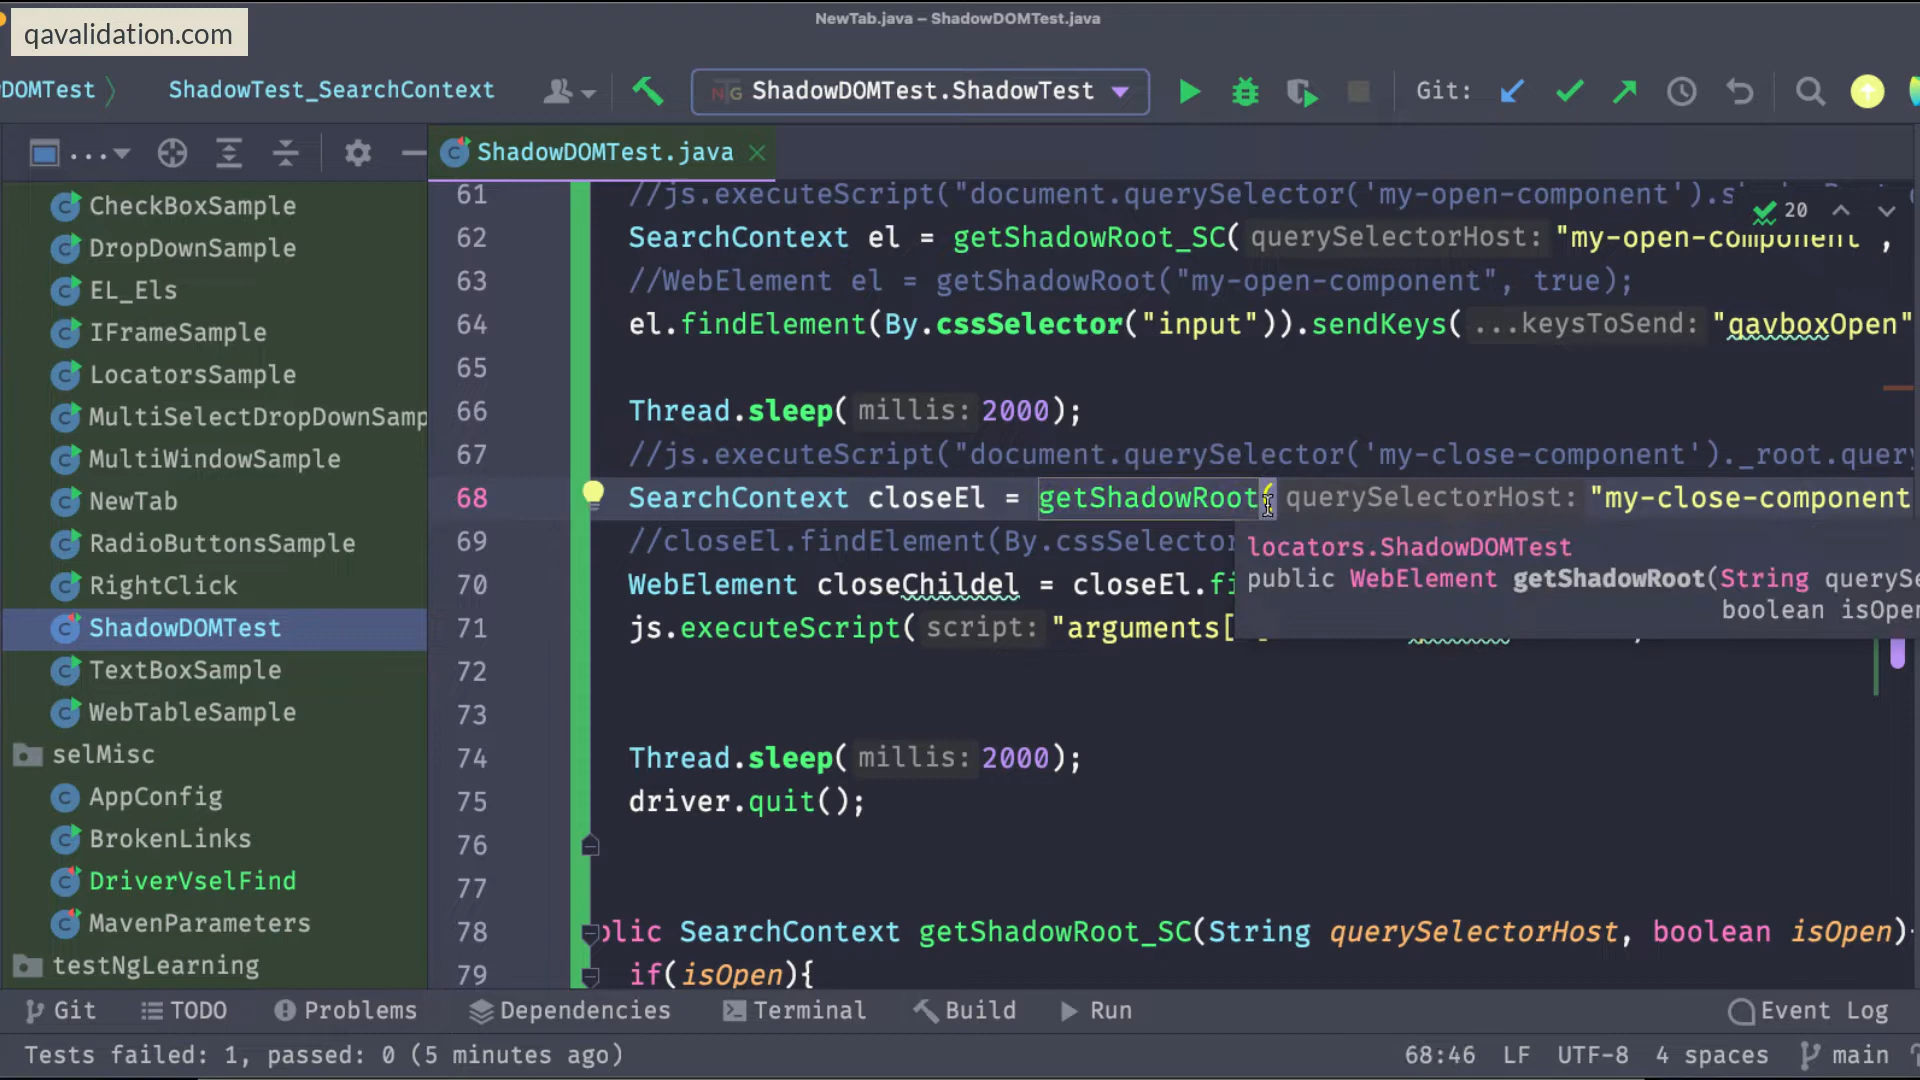 NewTab.java – ShadowDOMTest.java
qavalidation.com
DOMTest
ShadowTest_SearchContext
NG ShadowDOMTest.ShadowTest
Git:
ShadowDOMTest.java
CheckBoxSample
DropDownSample
EL_Els
IFrameSample
LocatorsSample
MultiSelectDropDownSamp
MultiWindowSample
NewTab
RadioButtonsSample
RightClick
ShadowDOMTest
TextBoxSample
WebTableSample
selMisc
AppConfig
BrokenLinks
DriverVselFind
MavenParameters
testNgLearning
20
61 //js.executeScript("document.querySelector('my-open-component').s
62 SearchContext el = getShadowRoot_SC( querySelectorHost: "my-open-component",
63 //WebElement el = getShadowRoot("my-open-component", true);
64 el.findElement(By.cssSelector("input")).sendKeys( ...keysToSend: "qavboxOpen"
65
66 Thread.sleep( millis: 2000);
67 //js.executeScript("document.querySelector('my-close-component')._root.query
68 SearchContext closeEl = getShadowRoot( querySelectorHost: "my-close-component
69 //closeEl.findElement(By.cssSelector
70 WebElement closeChildel = closeEl.fi
71 js.executeScript( script: "arguments[
72
73
74 Thread.sleep( millis: 2000);
75 driver.quit();
76
77
78 blic SearchContext getShadowRoot_SC(String querySelectorHost, boolean isOpen)
79 if(isOpen){
locators.ShadowDOMTest
public WebElement getShadowRoot(String querySe
boolean isOpen
Git
TODO
Problems
Dependencies
Terminal
Build
Run
Event Log
Tests failed: 1, passed: 0 (5 minutes ago)
68:46 LF UTF-8 4 spaces main